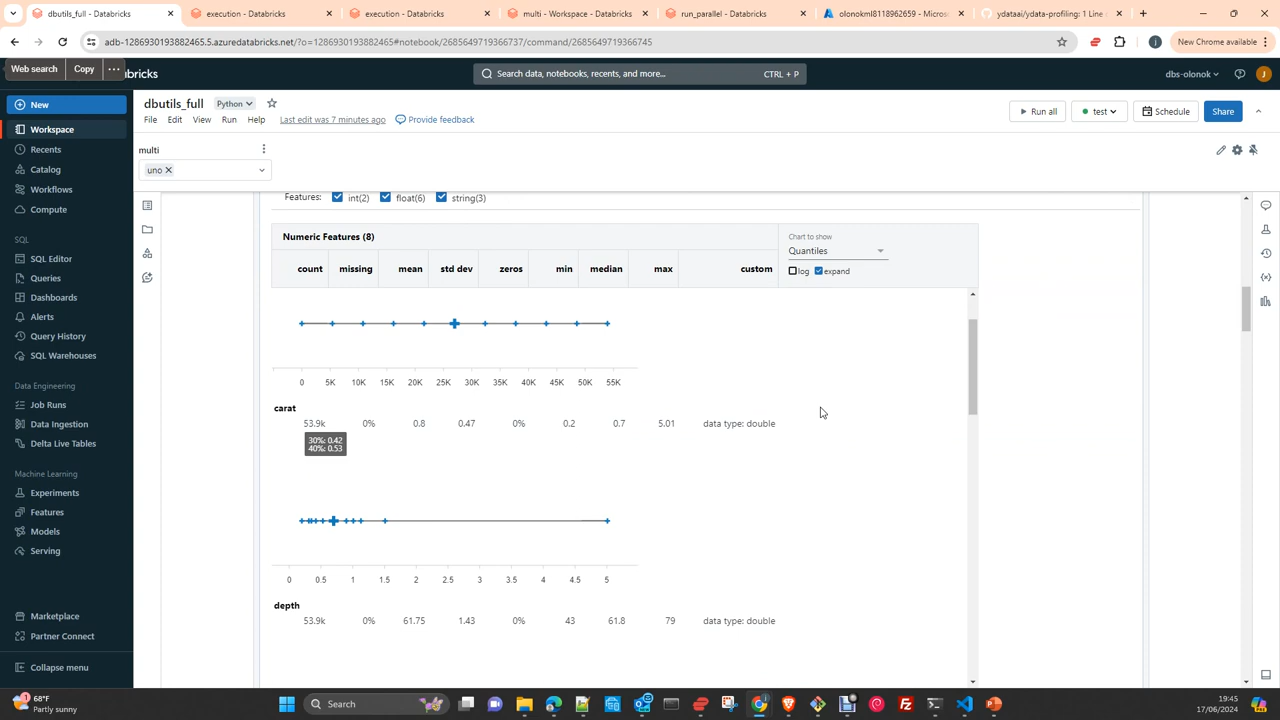 dbutils_full - Databricks
execution - Databricks
execution - Databricks
multi - Workspace - Databricks
run_parallel - Databricks
olonokml8118962659 - Micros
ydataai/ydata-profiling: 1 Line
adb-1286930193882465.5.azuredatabricks.net/?o=1286930193882465#notebook/2685649719366737/command/2685649719366745
New Chrome available
Web search
Copy
bricks
Search data, notebooks, recents, and more...
CTRL + P
dbs-olonok
J
New
Workspace
Recents
Catalog
Workflows
Compute
SQL
SQL Editor
Queries
Dashboards
Alerts
Query History
SQL Warehouses
Data Engineering
Job Runs
Data Ingestion
Delta Live Tables
Machine Learning
Experiments
Features
Models
Serving
Marketplace
Partner Connect
Collapse menu
dbutils_full
Python
File
Edit
View
Run
Help
Last edit was 7 minutes ago
Provide feedback
Run all
test
Schedule
Share
multi
uno
Features:
int(2)
float(6)
string(3)
Numeric Features (8)
Chart to show
Quantiles
log
expand
count
missing
mean
std dev
zeros
min
median
max
custom
0 5K 10K 15K 20K 25K 30K 35K 40K 45K 50K 55K
carat
53.9k 0% 0.8 0.47 0% 0.2 0.7 5.01 data type: double
30%: 0.42
40%: 0.53
0 0.5 1 1.5 2 2.5 3 3.5 4 4.5 5
depth
53.9k 0% 61.75 1.43 0% 43 61.8 79 data type: double
1
68°F
Partly sunny
Search
19:45
17/06/2024